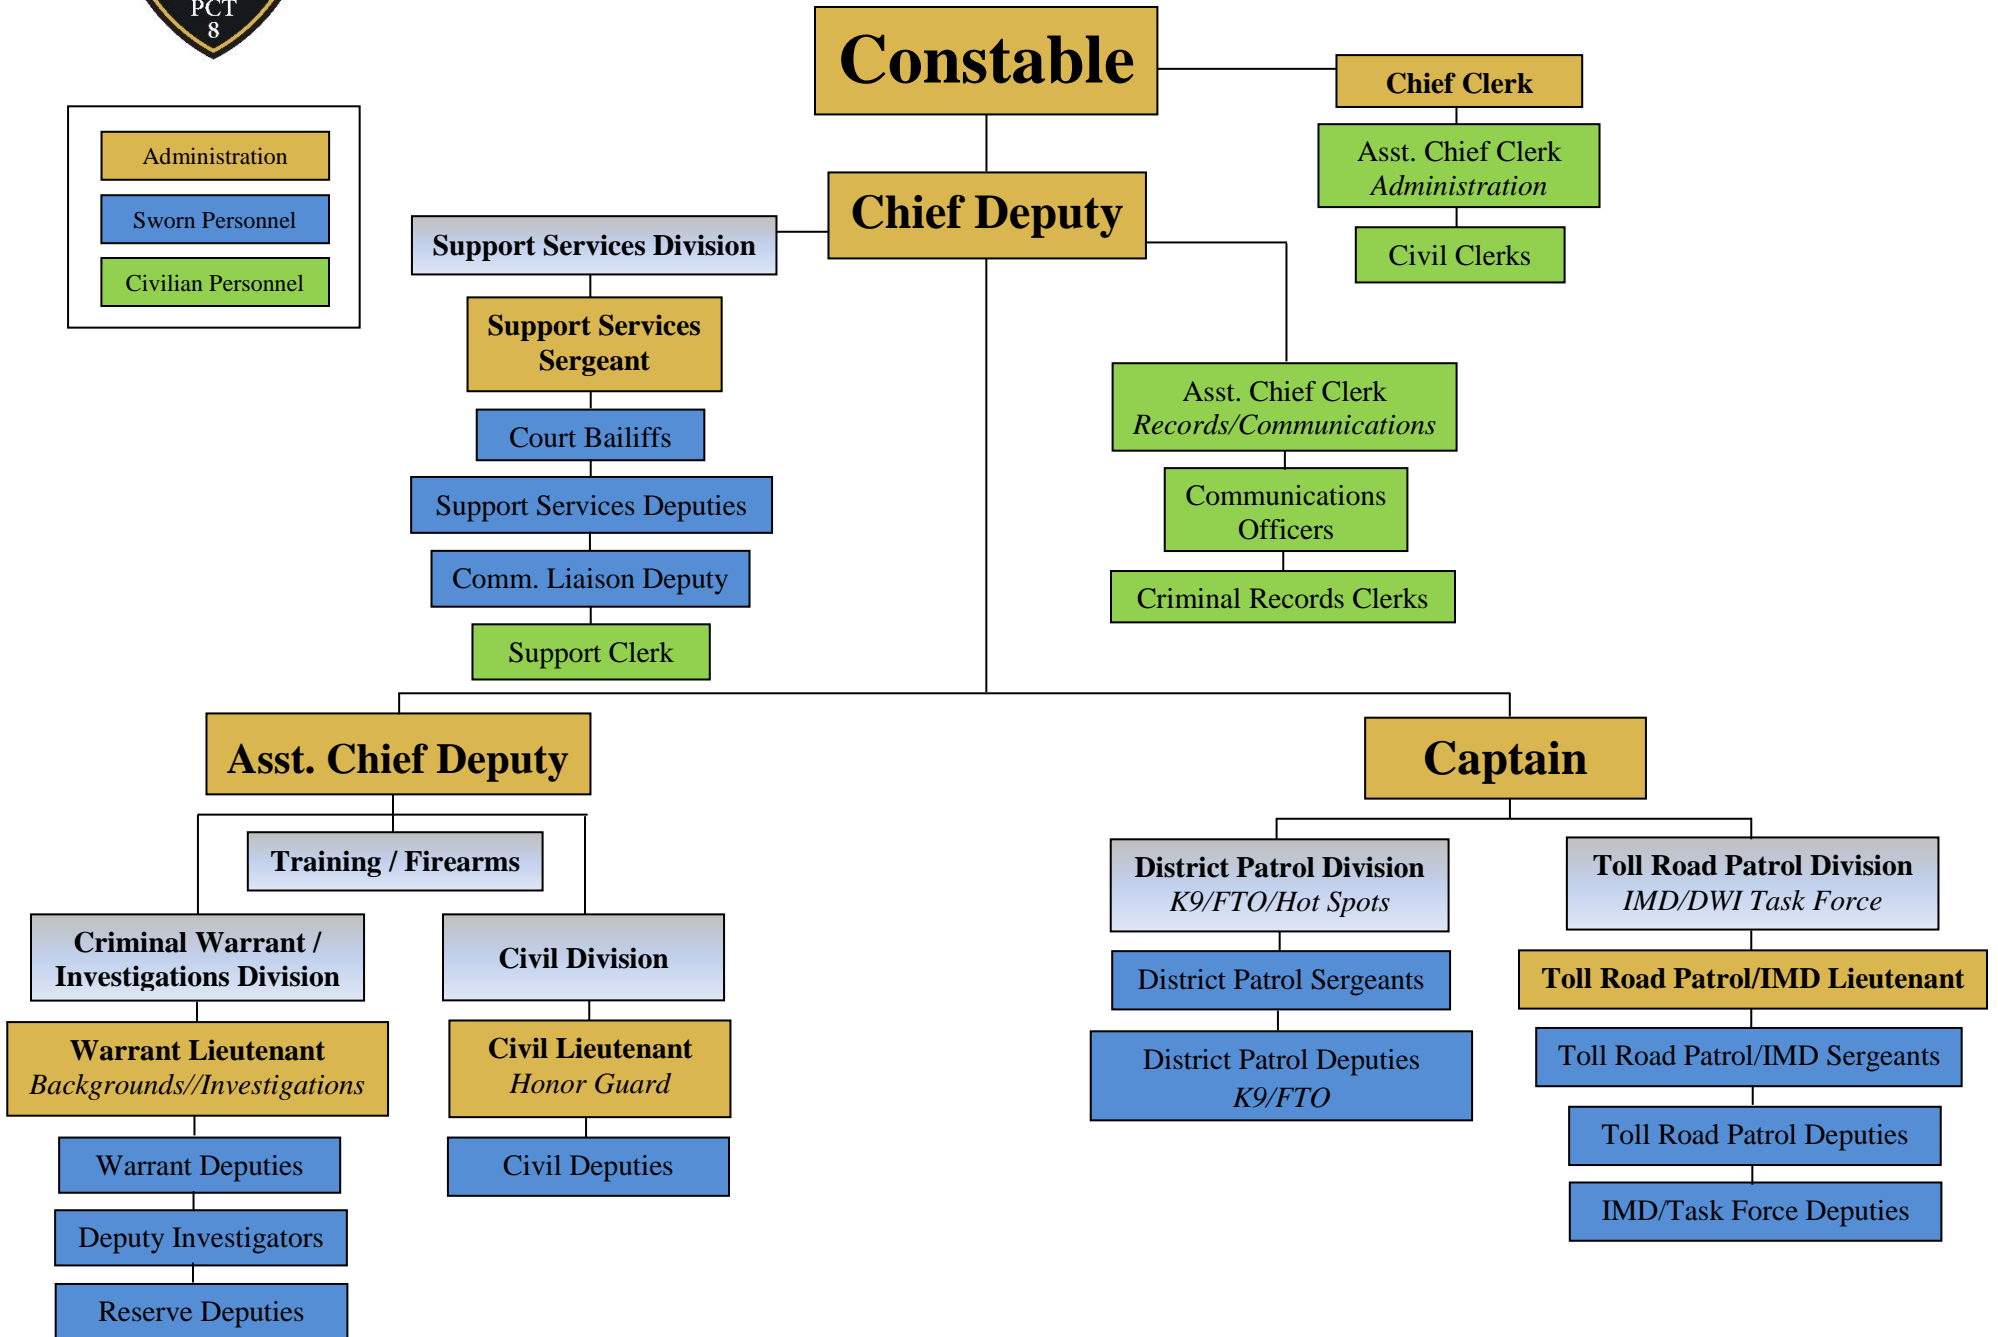 PCT
8
Constable
Chief Clerk
Administration
Sworn Personnel
Civilian Personnel
Asst. Chief Clerk
Administration
Civil Clerks
Chief Deputy
Support Services Division
Support Services
Sergeant
Court Bailiffs
Support Services Deputies
Comm. Liaison Deputy
Support Clerk
Asst. Chief Clerk
Records/Communications
Communications
Officers
Criminal Records Clerks
Asst. Chief Deputy
Training / Firearms
Criminal Warrant /
Investigations Division
Warrant Lieutenant
Backgrounds//Investigations
Warrant Deputies
Deputy Investigators
Reserve Deputies
Civil Division
Civil Lieutenant
Honor Guard
Civil Deputies
Captain
District Patrol Division
K9/FTO/Hot Spots
District Patrol Sergeants
District Patrol Deputies
K9/FTO
Toll Road Patrol Division
IMD/DWI Task Force
Toll Road Patrol/IMD Lieutenant
Toll Road Patrol/IMD Sergeants
Toll Road Patrol Deputies
IMD/Task Force Deputies